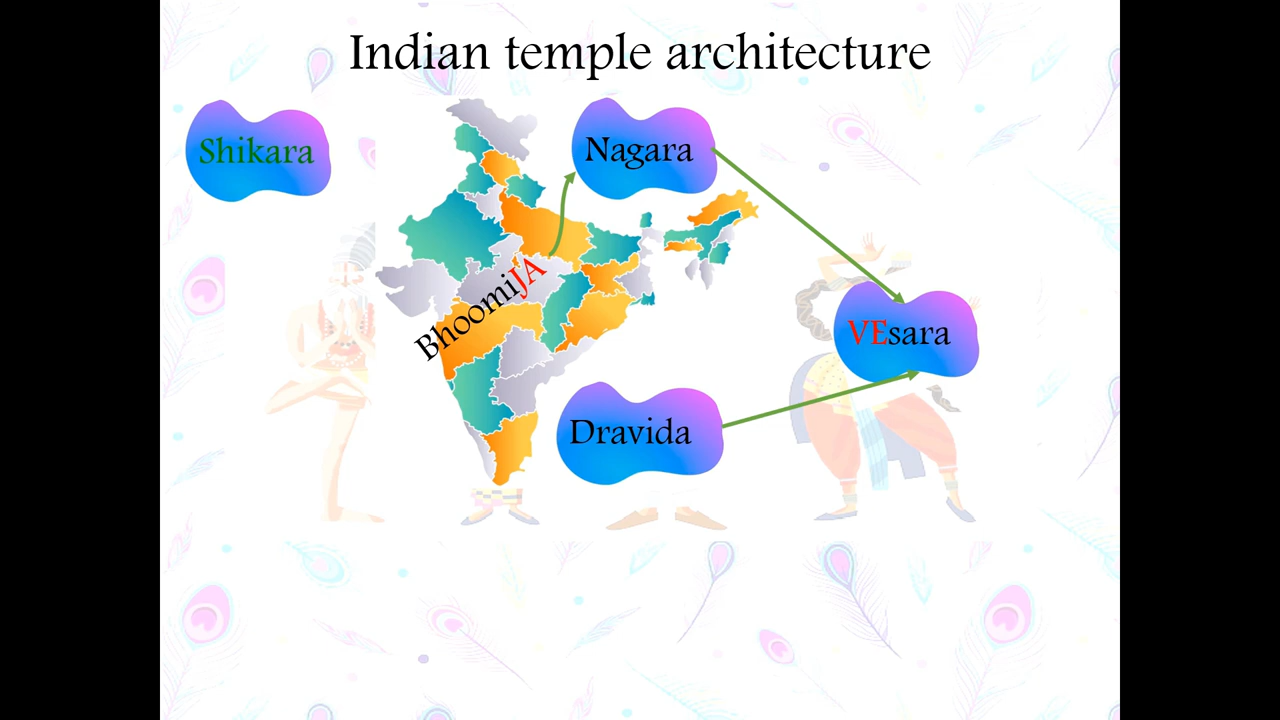 Indian temple architecture
Shikara
Nagara
BhoomiJA
VEsara
Dravida